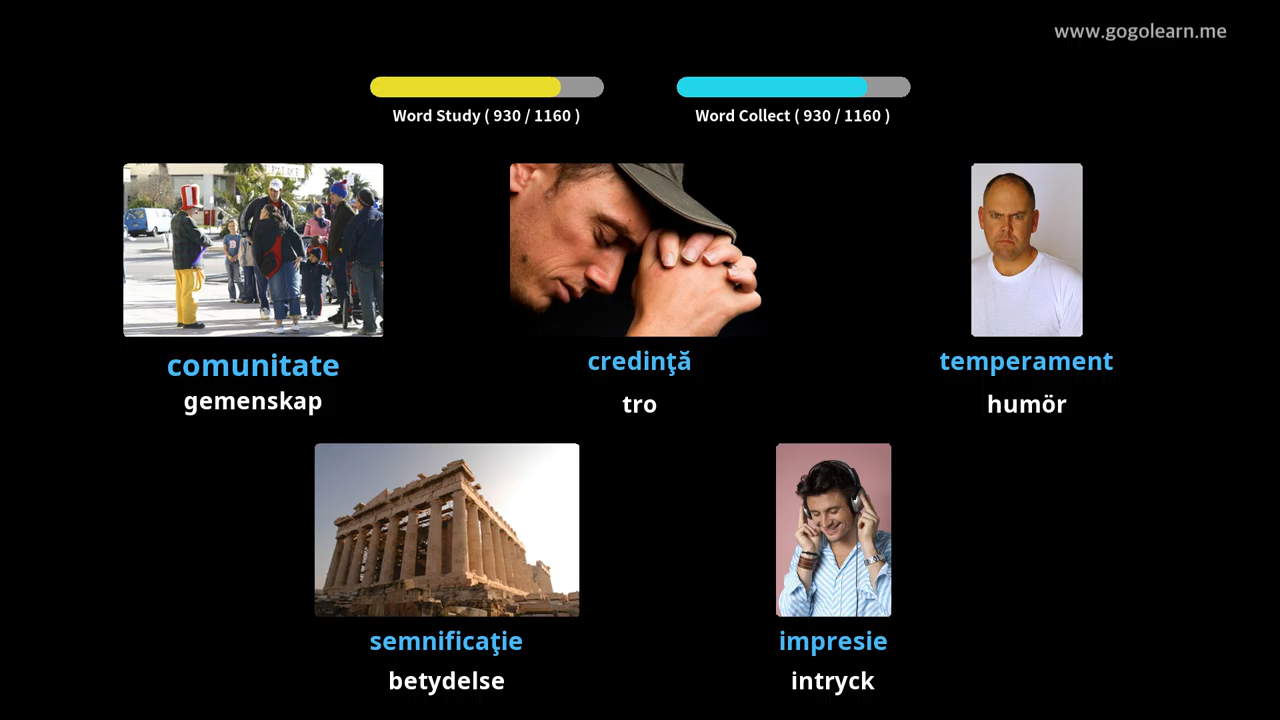 www.gogolearn.me
Word Study ( 930 / 1160 )
Word Collect ( 930 / 1160 )
comunitate
gemenskap
credinţă
tro
temperament
humör
semnificaţie
betydelse
impresie
intryck